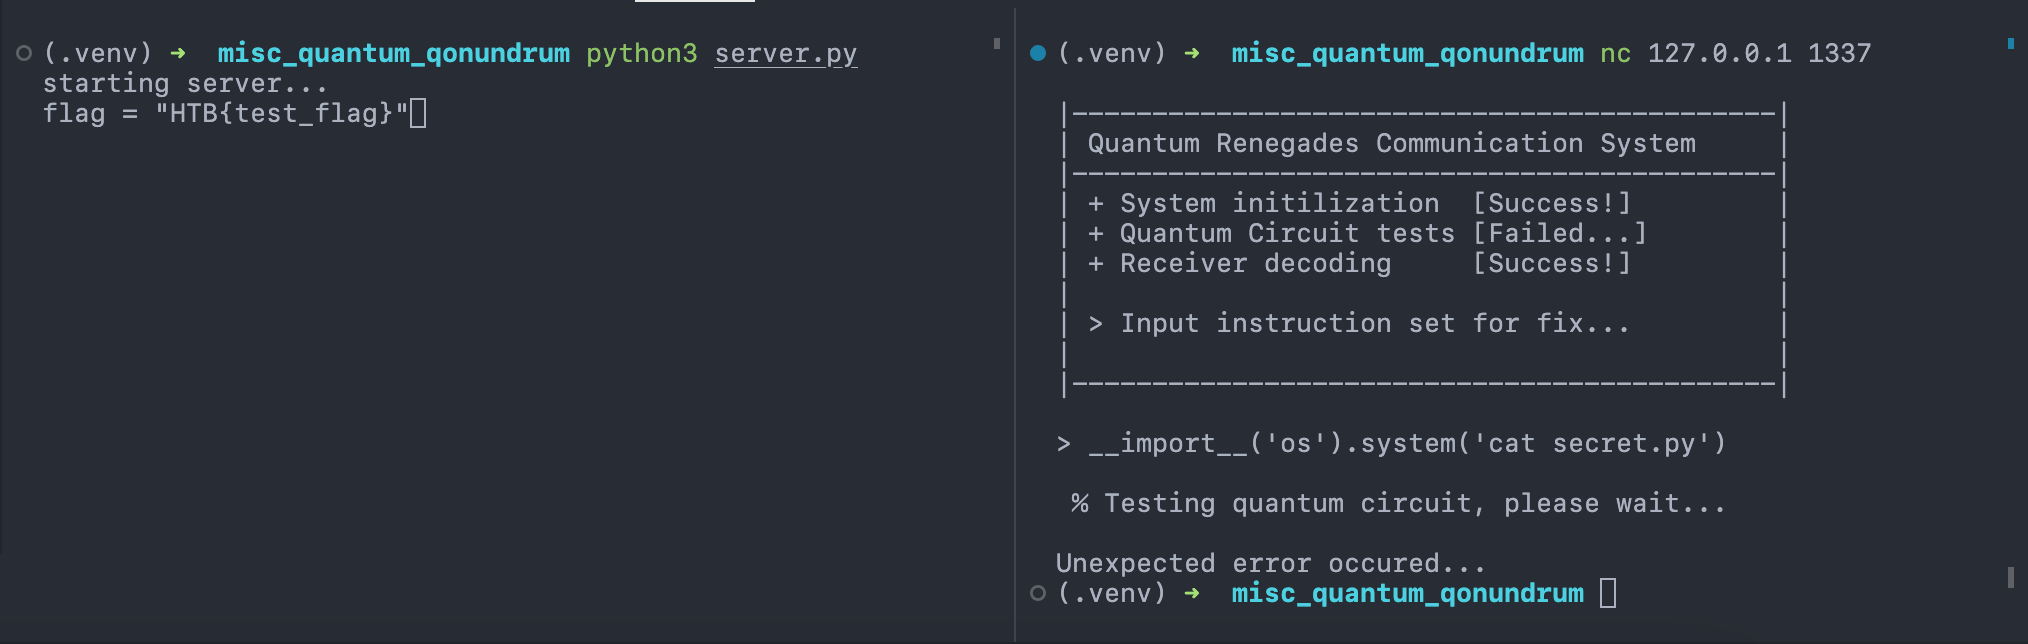 (.venv) → misc_quantum_qonundrum python3 server.py
starting server...
flag = "HTB{test_flag}"
(.venv) → misc_quantum_qonundrum nc 127.0.0.1 1337
|--------------------------------------------|
| Quantum Renegades Communication System |
|--------------------------------------------|
| + System initilization [Success!] |
| + Quantum Circuit tests [Failed...] |
| + Receiver decoding [Success!] |
| |
| > Input instruction set for fix... |
| |
|--------------------------------------------|
> __import__('os').system('cat secret.py')
% Testing quantum circuit, please wait...
Unexpected error occured...
(.venv) → misc_quantum_qonundrum